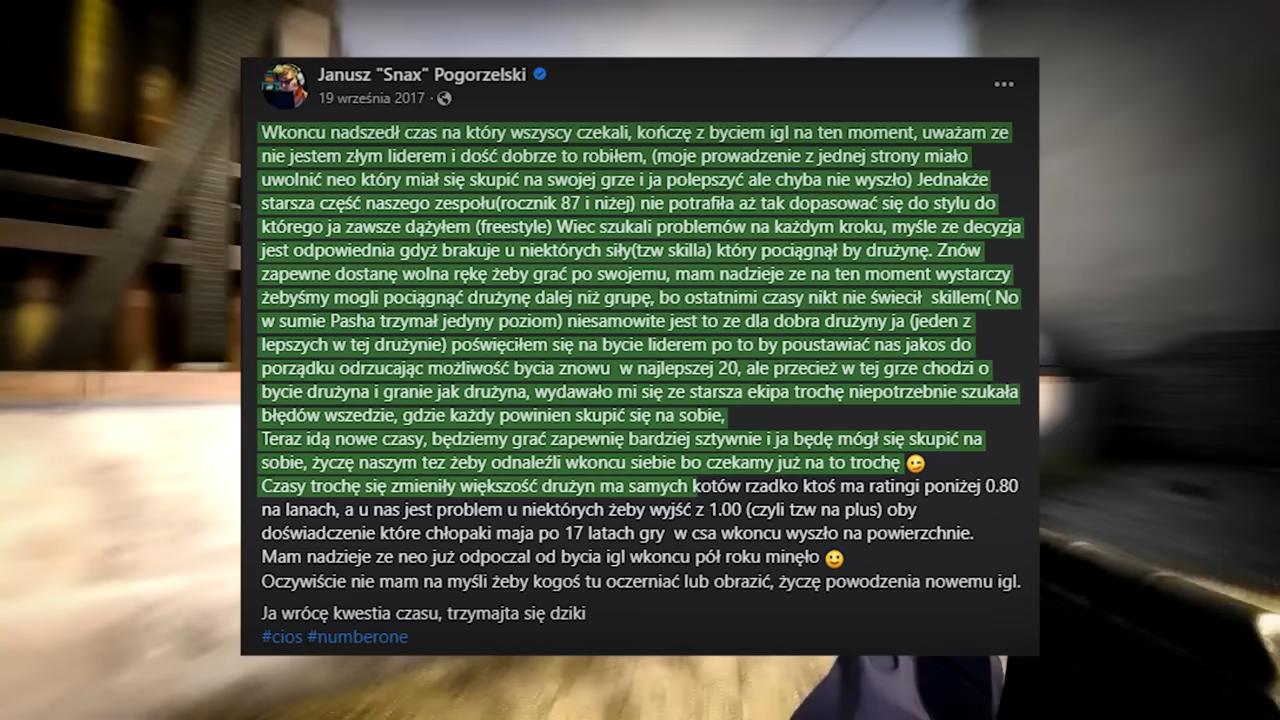 Janusz "Snax" Pogorzelski
19 września 2017 ·
Wkoncu nadszedł czas na który wszyscy czekali, kończę z byciem igl na ten moment, uważam ze
nie jestem złym liderem i dość dobrze to robiłem, (moje prowadzenie z jednej strony miało
uwolnić neo który miał się skupić na swojej grze i ja polepszyć ale chyba nie wyszło) Jednakże
starsza część naszego zespołu(rocznik 87 i niżej) nie potrafiła aż tak dopasować się do stylu do
którego ja zawsze dążyłem (freestyle) Wiec szukali problemów na każdym kroku, myśle ze decyzja
jest odpowiednia gdyż brakuje u niektórych siły(tzw skilla) który pociągnął by drużynę. Znów
zapewne dostanę wolna rękę żeby grać po swojemu, mam nadzieje ze na ten moment wystarczy
żebyśmy mogli pociągnąć drużynę dalej niż grupę, bo ostatnimi czasy nikt nie świecił  skillem( No
w sumie Pasha trzymał jedyny poziom) niesamowite jest to ze dla dobra drużyny ja (jeden z
lepszych w tej drużynie) poświęciłem się na bycie liderem po to by poustawiać nas jakos do
porządku odrzucając możliwość bycia znowu  w najlepszej 20, ale przecież w tej grze chodzi o
bycie drużyna i granie jak drużyna, wydawało mi się ze starsza ekipa trochę niepotrzebnie szukała
błędów wszedzie, gdzie każdy powinien skupić się na sobie,
Teraz idą nowe czasy, będziemy grać zapewnię bardziej sztywnie i ja będę mógł się skupić na
sobie, życzę naszym tez żeby odnaleźli wkoncu siebie bo czekamy już na to trochę 😉
Czasy trochę się zmieniły większość drużyn ma samych kotów rzadko ktoś ma ratingi poniżej 0.80
na lanach, a u nas jest problem u niektórych żeby wyjść z 1.00 (czyli tzw na plus) oby
doświadczenie które chłopaki maja po 17 latach gry  w csa wkoncu wyszło na powierzchnie.
Mam nadzieje ze neo już odpoczal od bycia igl wkoncu pół roku minęło 🙂
Oczywiście nie mam na myśli żeby kogoś tu oczerniać lub obrazić, życzę powodzenia nowemu igl.
Ja wrócę kwestia czasu, trzymajta się dziki
#cios #numberone